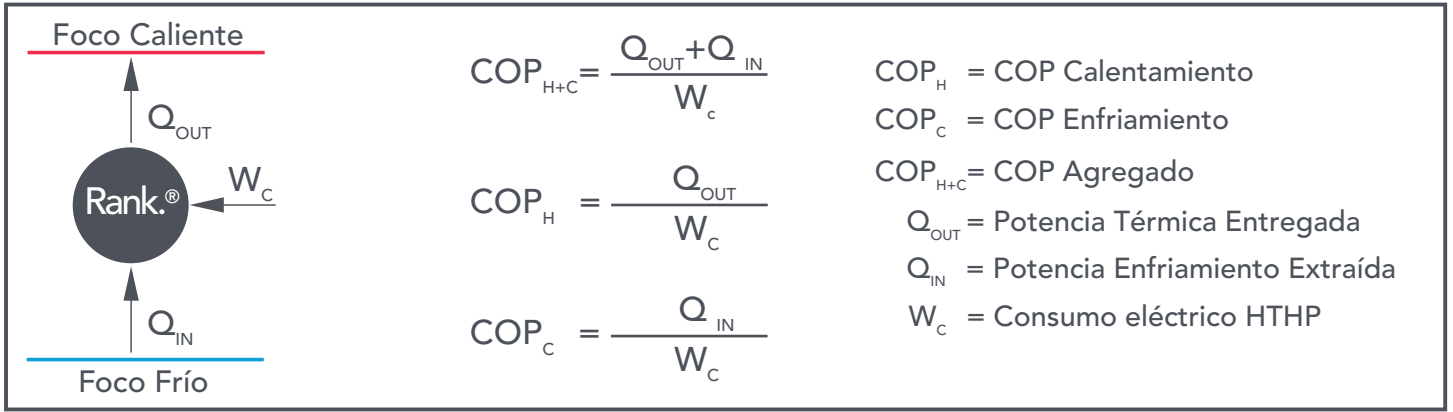 Foco Caliente
Q_OUT
Rank.®
W_C
Q_IN
Foco Frío
COP_H+C = (Q_OUT+Q_IN) / W_c
COP_H = Q_OUT / W_C
COP_C = Q_IN / W_C
COP_H = COP Calentamiento
COP_C = COP Enfriamiento
COP_H+C = COP Agregado
Q_OUT = Potencia Térmica Entregada
Q_IN = Potencia Enfriamiento Extraída
W_C = Consumo eléctrico HTHP